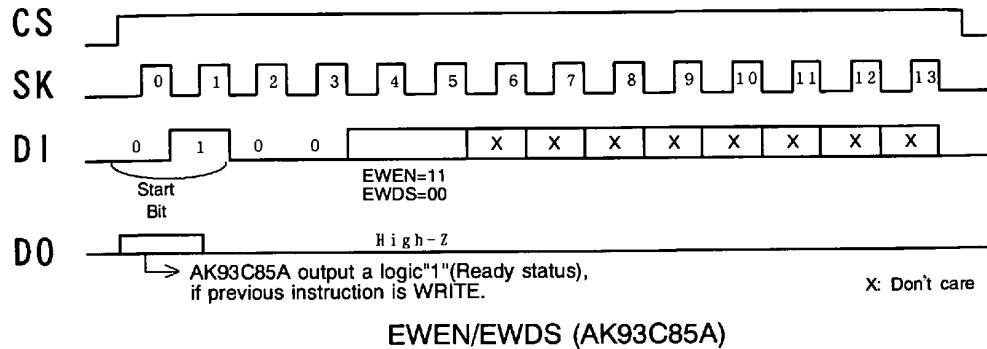 CS
SK 0 1 2 3 4 5 6 7 8 9 10 11 12 13
DI 0 1 0 0 X X X X X X X X
Start
Bit
EWEN=11
EWDS=00
DO High-Z
AK93C85A output a logic"1"(Ready status),
if previous instruction is WRITE.
X: Don't care
EWEN/EWDS (AK93C85A)